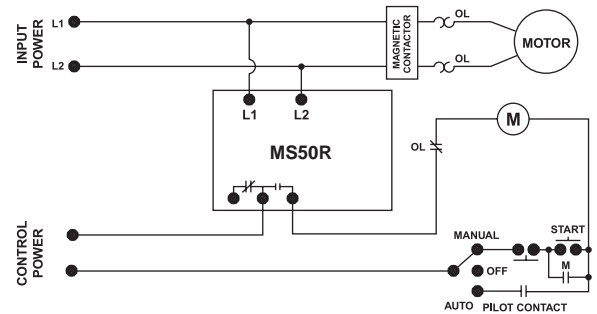 INPUT POWER
L1
L2
MAGNETIC CONTACTOR
OL
OL
MOTOR
L1
L2
MS50R
M
OL
CONTROL POWER
MANUAL
START
OFF
M
AUTO
PILOT CONTACT